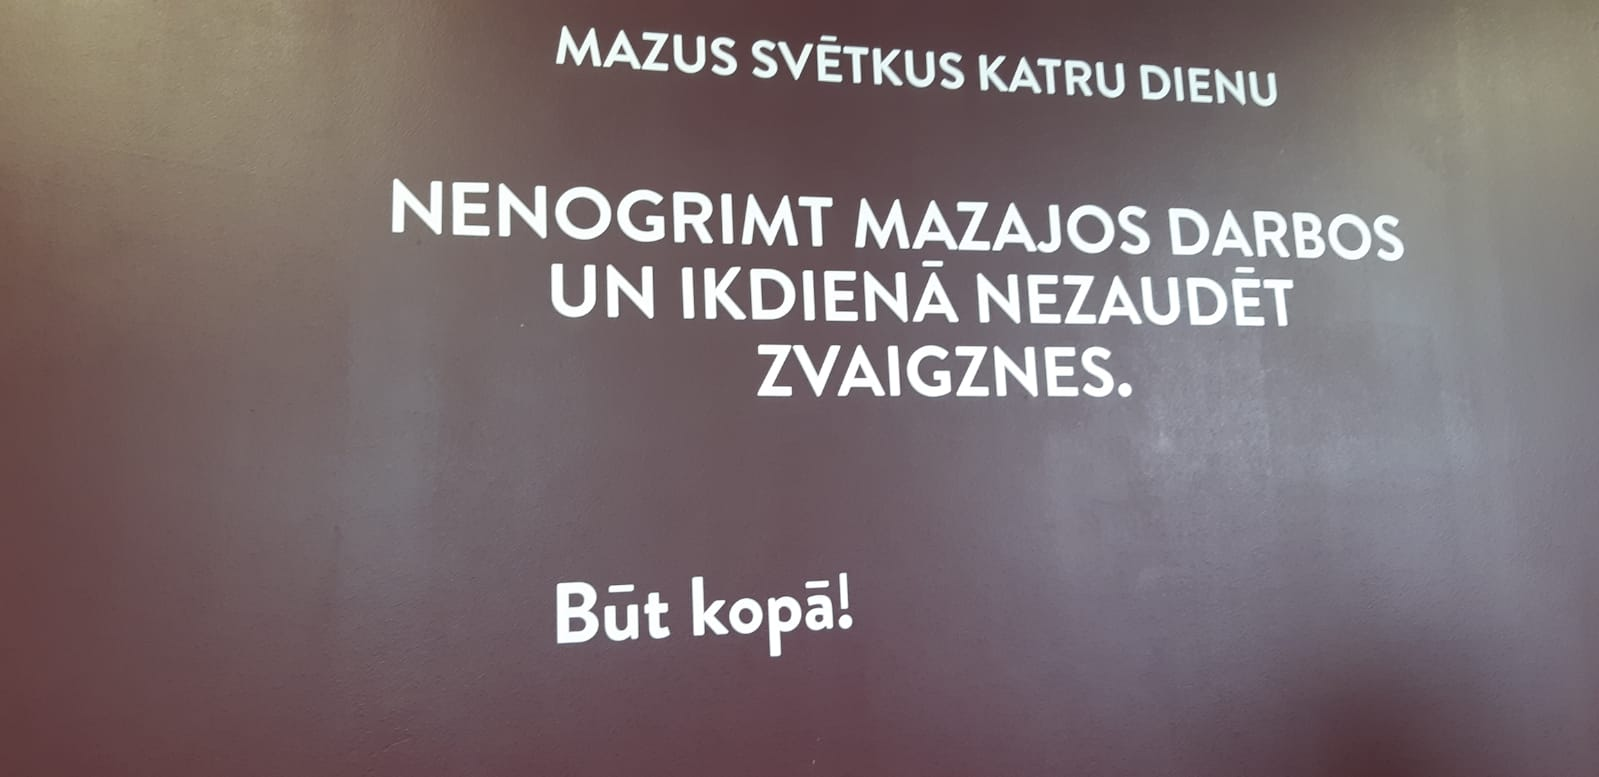 MAZUS SVĒTKUS KATRU DIENU
NENOGRIMT MAZAJOS DARBOS
UN IKDIENĀ NEZAUDĒT
ZVAIGZNES.
Būt kopā!